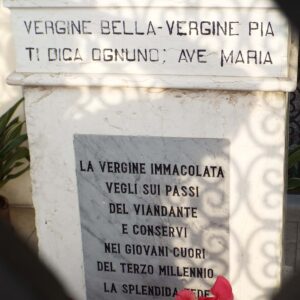 VERGINE BELLA-VERGINE PIA
TI DICA OGNUNO; AVE MARIA
LA VERGINE IMMACOLATA
VEGLI SUI PASSI
DEL VIANDANTE
E CONSERVI
NEI GIOVANI CUORI
DEL TERZO MILLENNIO
LA SPLENDIDA FEDE